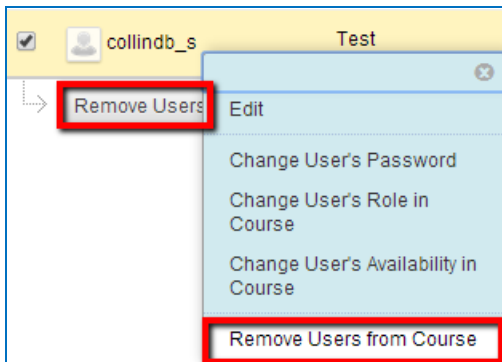 collindb_s Test
Remove Users
Edit
Change User's Password
Change User's Role in
Course
Change User's Availability in
Course
Remove Users from Course